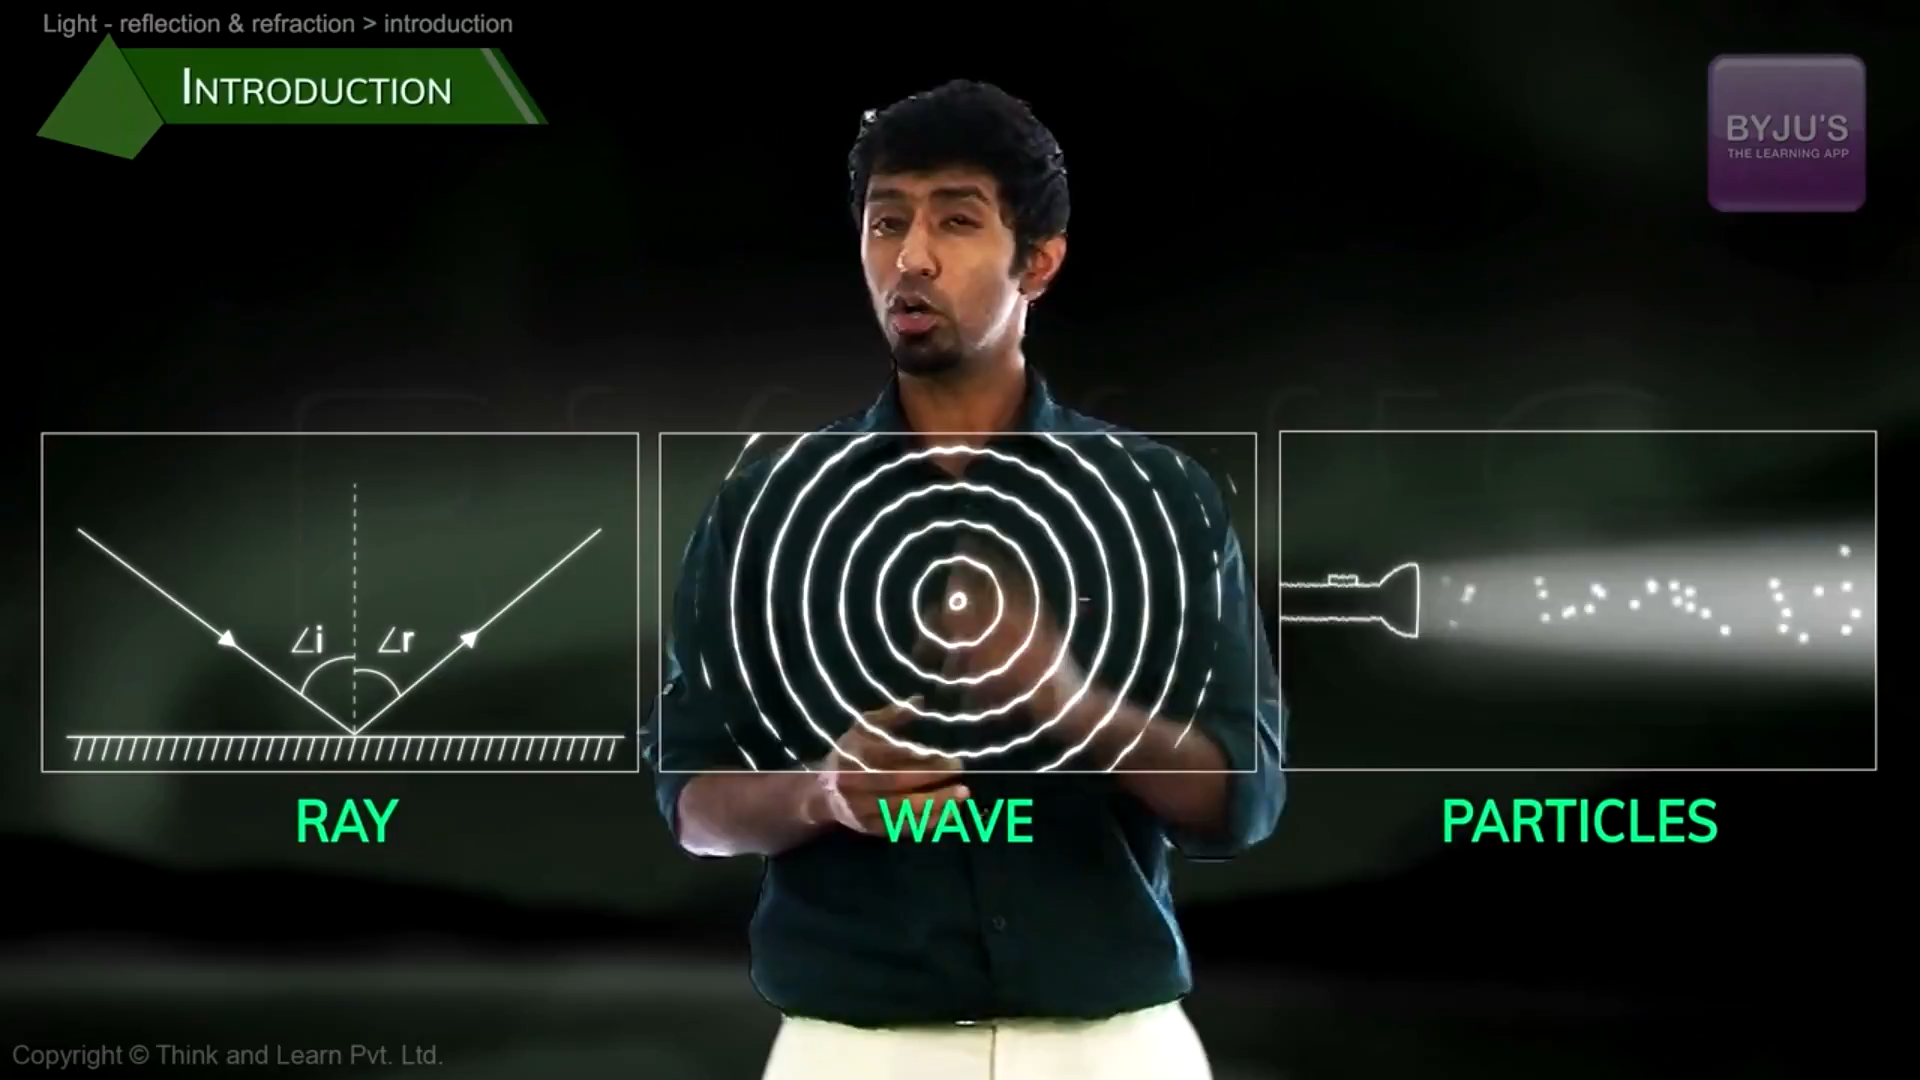 Light - reflection & refraction > introduction
INTRODUCTION
BYJU'S
THE LEARNING APP
∠i
∠r
RAY
WAVE
PARTICLES
Copyright © Think and Learn Pvt. Ltd.